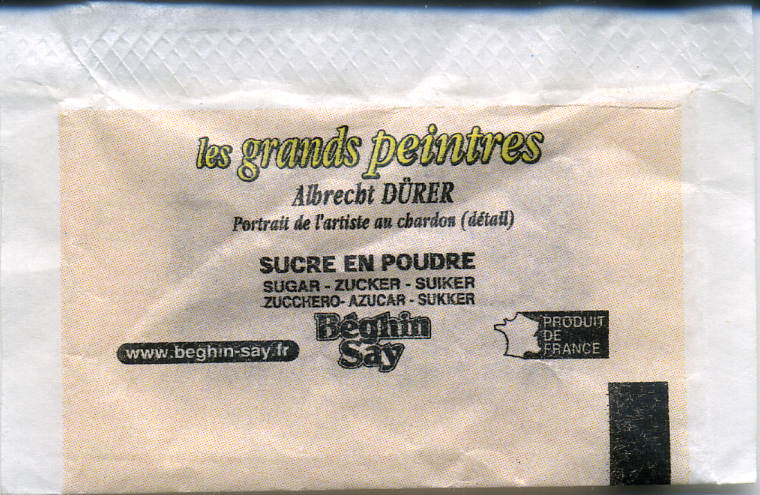 les grands peintres
Albrecht DÜRER
Portrait de l'artiste au chardon (détail)
SUCRE EN POUDRE
SUGAR - ZUCKER - SUIKER
ZUCCHERO- AZUCAR - SUKKER
Béghin
Say
www.beghin-say.fr
PRODUIT
DE
FRANCE